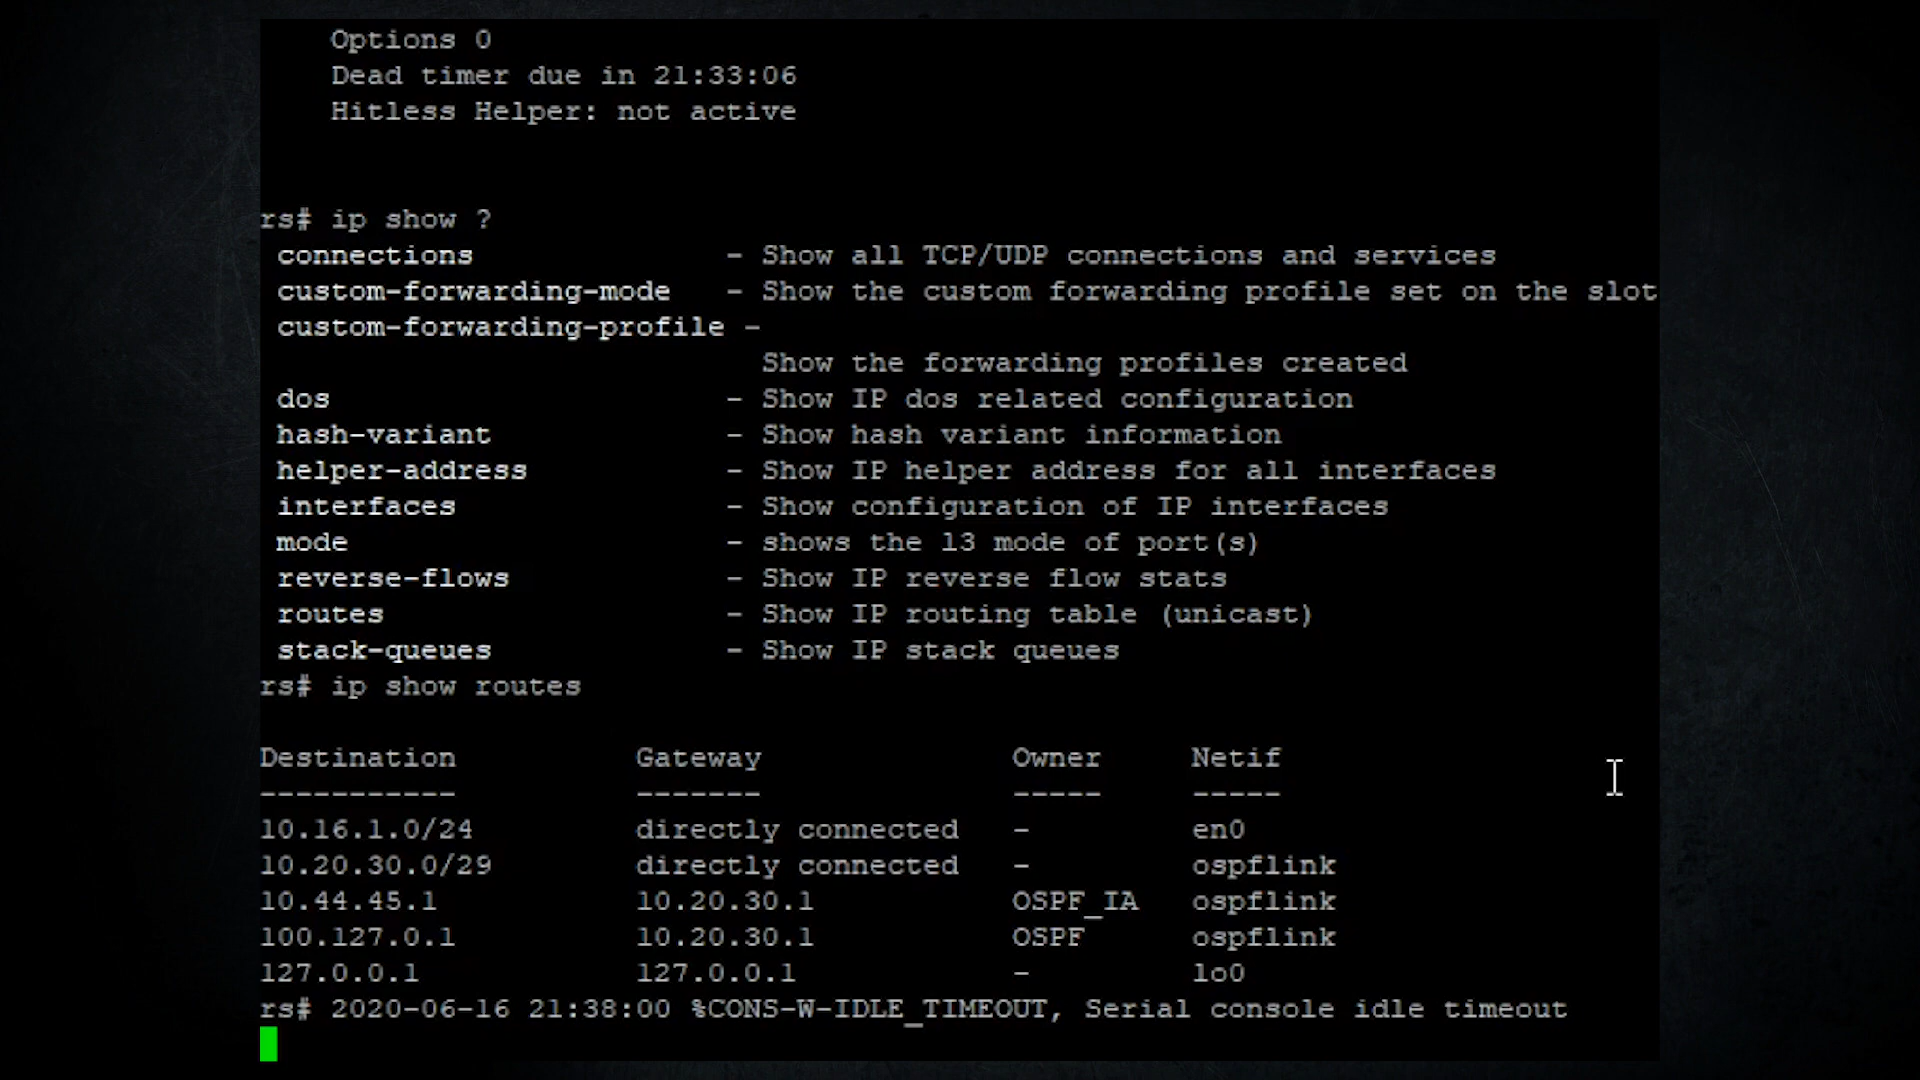 Options 0
Dead timer due in 21:33:06
Hitless Helper: not active
rs# ip show ?
connections - Show all TCP/UDP connections and services
custom-forwarding-mode - Show the custom forwarding profile set on the slot
custom-forwarding-profile -
Show the forwarding profiles created
dos - Show IP dos related configuration
hash-variant - Show hash variant information
helper-address - Show IP helper address for all interfaces
interfaces - Show configuration of IP interfaces
mode - shows the l3 mode of port(s)
reverse-flows - Show IP reverse flow stats
routes - Show IP routing table (unicast)
stack-queues - Show IP stack queues
rs# ip show routes
Destination Gateway Owner Netif
----------- ------- ----- -----
10.16.1.0/24 directly connected - en0
10.20.30.0/29 directly connected - ospflink
10.44.45.1 10.20.30.1 OSPF_IA ospflink
100.127.0.1 10.20.30.1 OSPF ospflink
127.0.0.1 127.0.0.1 - lo0
rs# 2020-06-16 21:38:00 %CONS-W-IDLE_TIMEOUT, Serial console idle timeout